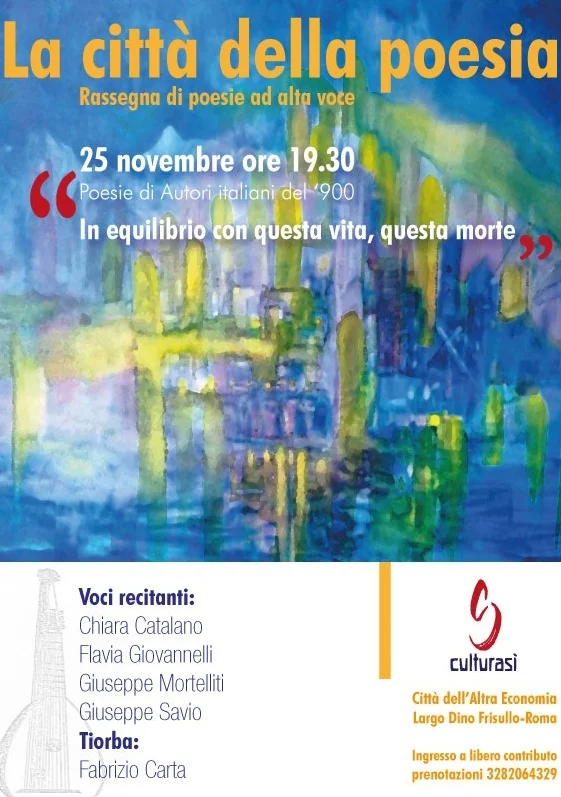 La città della poesia
Rassegna di poesie ad alta voce
25 novembre ore 19.30
Poesie di Autori italiani del '900
“In equilibrio con questa vita, questa morte”
Voci recitanti:
Chiara Catalano
Flavia Giovannelli
Giuseppe Mortelliti
Giuseppe Savio
Tiorba:
Fabrizio Carta
culturasì
Città dell'Altra Economia
Largo Dino Frisullo-Roma
Ingresso a libero contributo
prenotazioni 3282064329